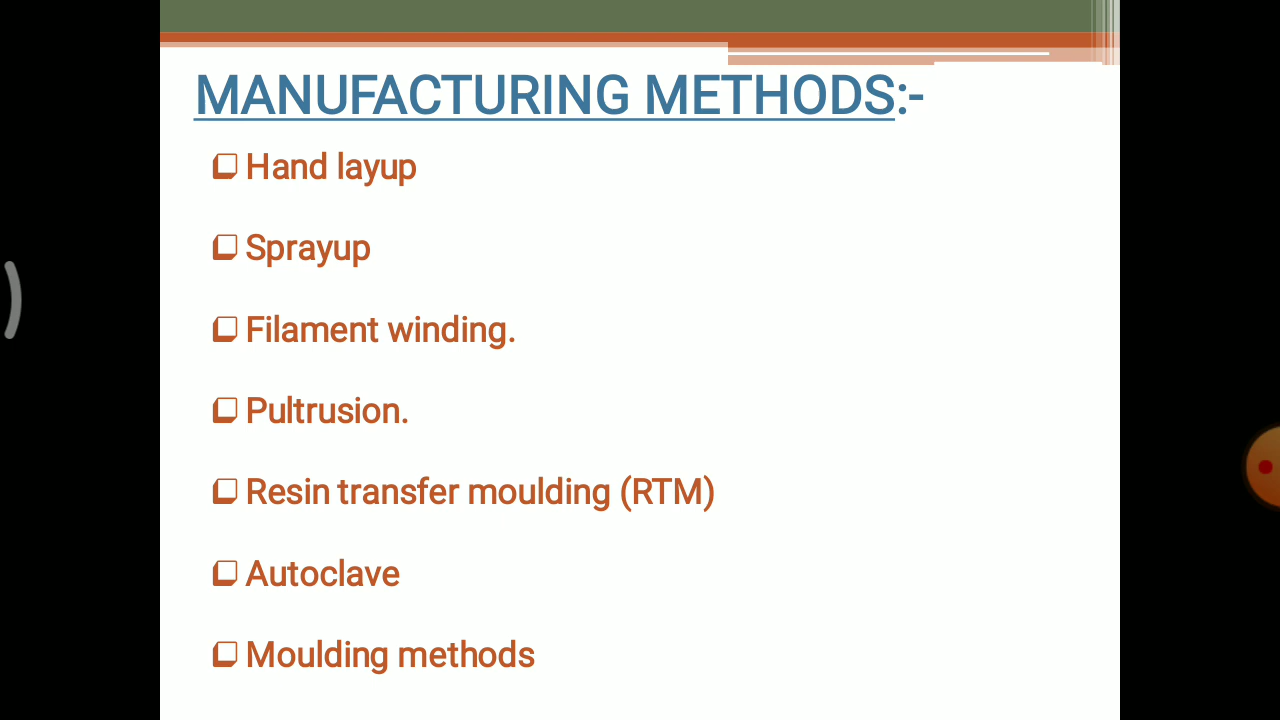 MANUFACTURING METHODS:-
Hand layup
Sprayup
Filament winding.
Pultrusion.
Resin transfer moulding (RTM)
Autoclave
Moulding methods